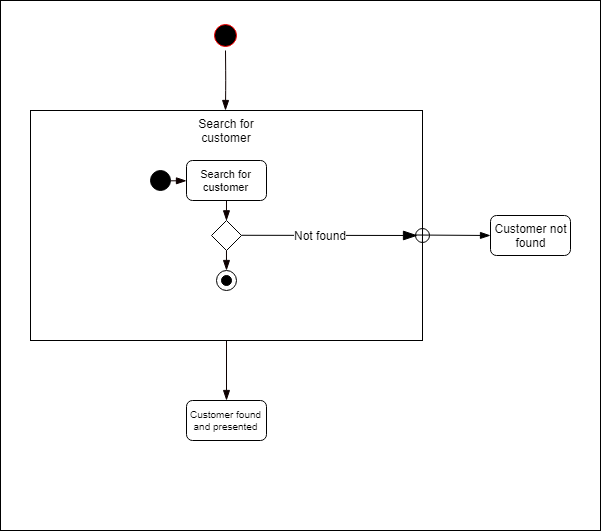 Search for
customer
Search for
customer
Not found
Customer not
found
Customer found
and presented